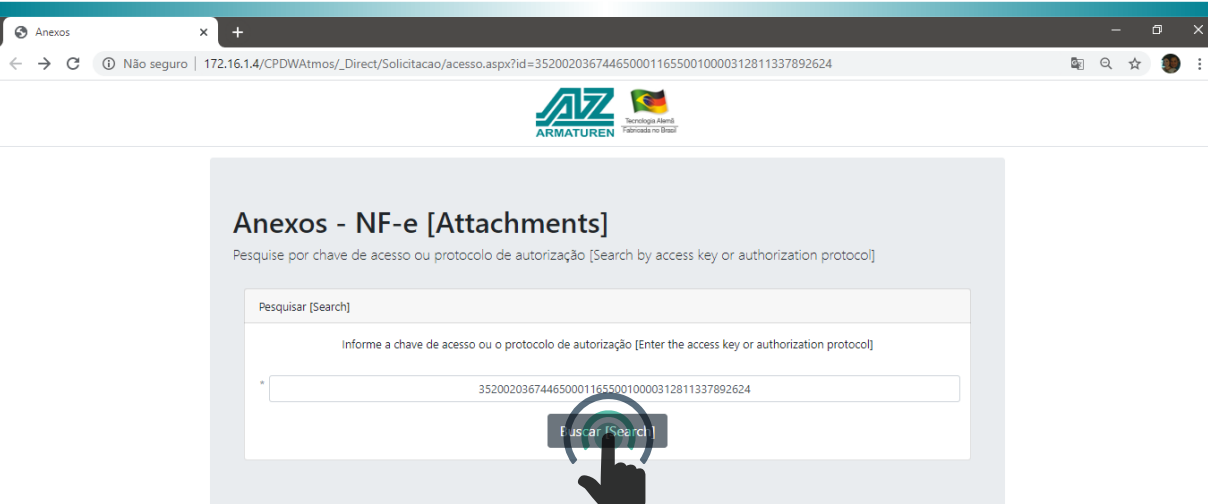 Anexos
Não seguro | 172.16.1.4/CPDWAtmos/_Direct/Solicitacao/acesso.aspx?id=35200203674465000116550010000312811337892624
AZ
ARMATUREN
Tecnologia Alemã
Fabricada no Brasil
Anexos - NF-e [Attachments]
Pesquise por chave de acesso ou protocolo de autorização [Search by access key or authorization protocol]
Pesquisar [Search]
Informe a chave de acesso ou o protocolo de autorização [Enter the access key or authorization protocol]
* 35200203674465000116550010000312811337892624
Buscar [Search]